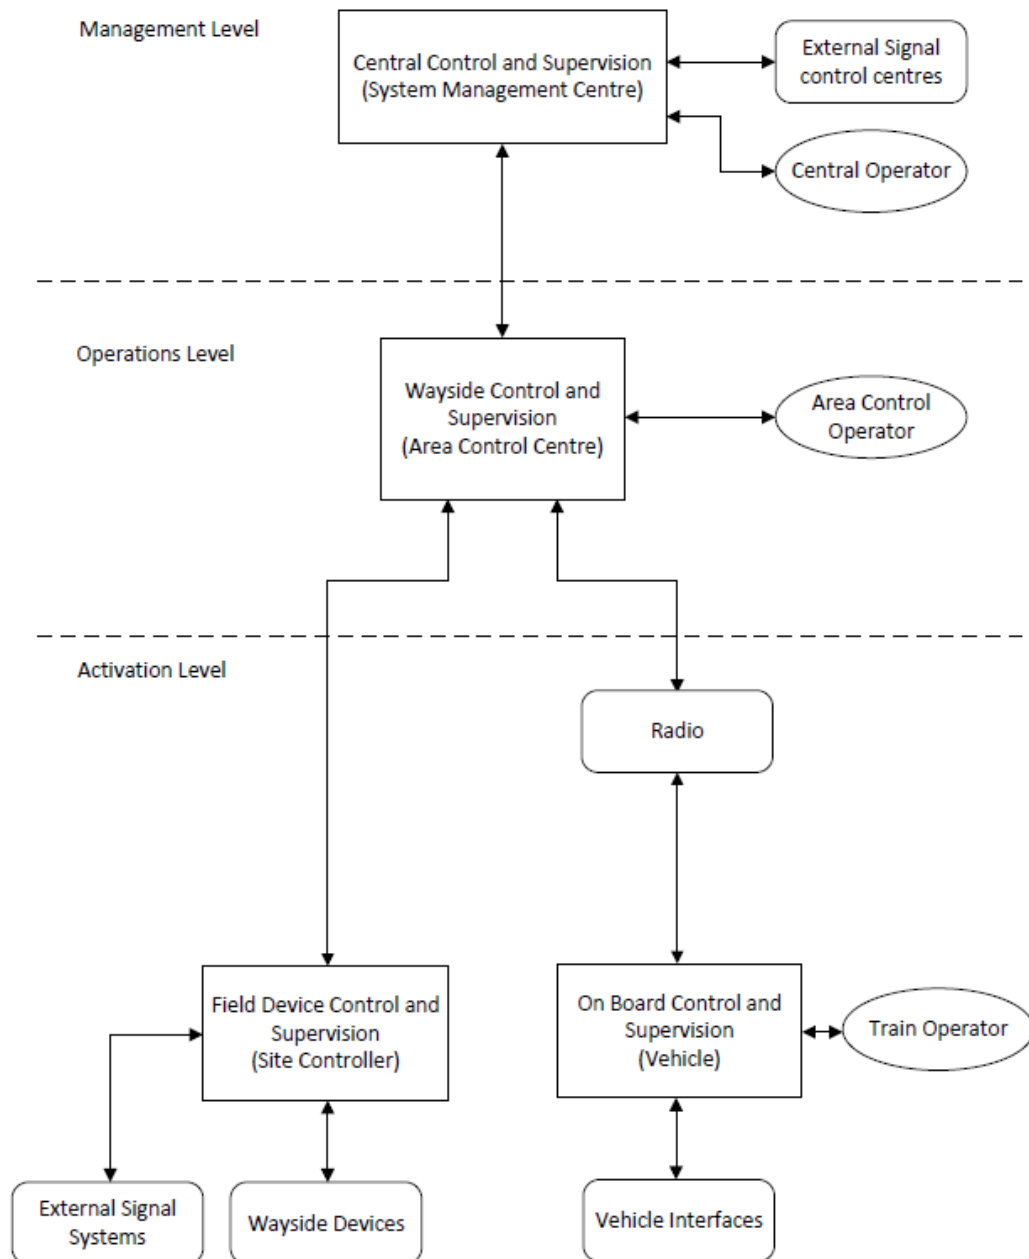 Management Level
Central Control and Supervision
(System Management Centre)
External Signal
control centres
Central Operator
Operations Level
Wayside Control and
Supervision
(Area Control Centre)
Area Control
Operator
Activation Level
Radio
Field Device Control and
Supervision
(Site Controller)
On Board Control and
Supervision
(Vehicle)
Train Operator
External Signal
Systems
Wayside Devices
Vehicle Interfaces